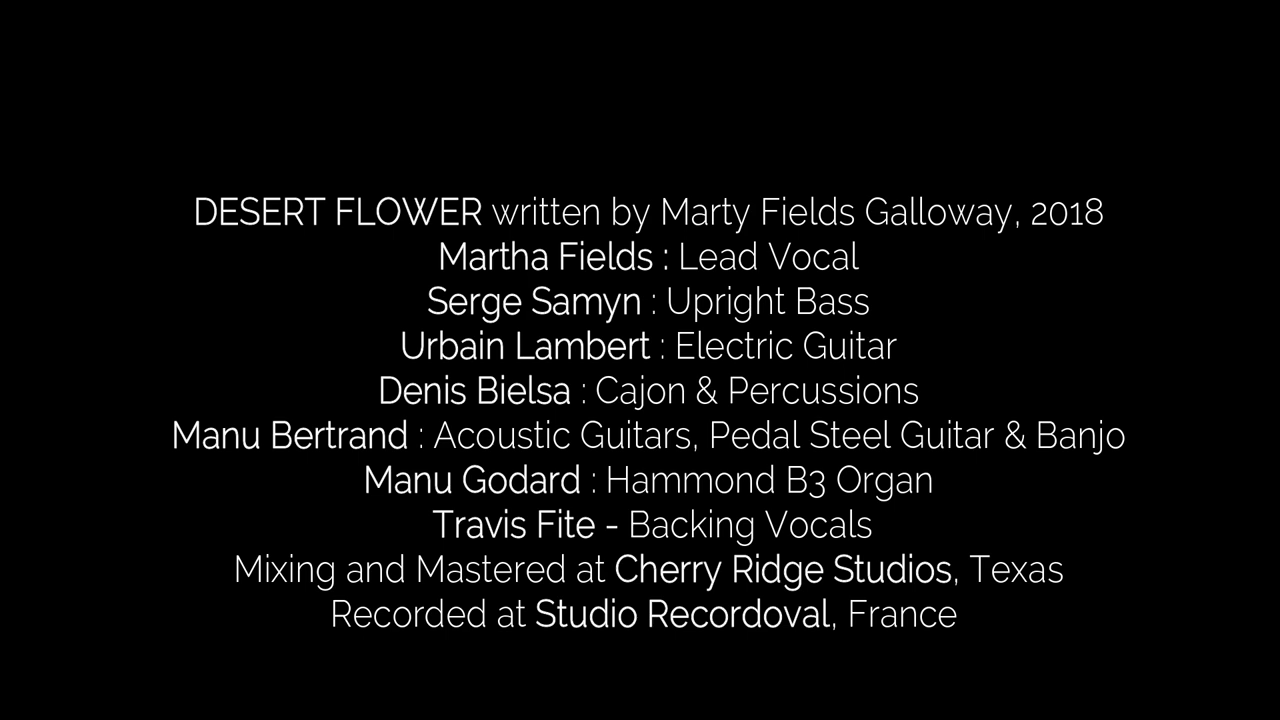 DESERT FLOWER written by Marty Fields Galloway, 2018
Martha Fields : Lead Vocal
Serge Samyn : Upright Bass
Urbain Lambert : Electric Guitar
Denis Bielsa : Cajon & Percussions
Manu Bertrand : Acoustic Guitars, Pedal Steel Guitar & Banjo
Manu Godard : Hammond B3 Organ
Travis Fite - Backing Vocals
Mixing and Mastered at Cherry Ridge Studios, Texas
Recorded at Studio Recordoval, France